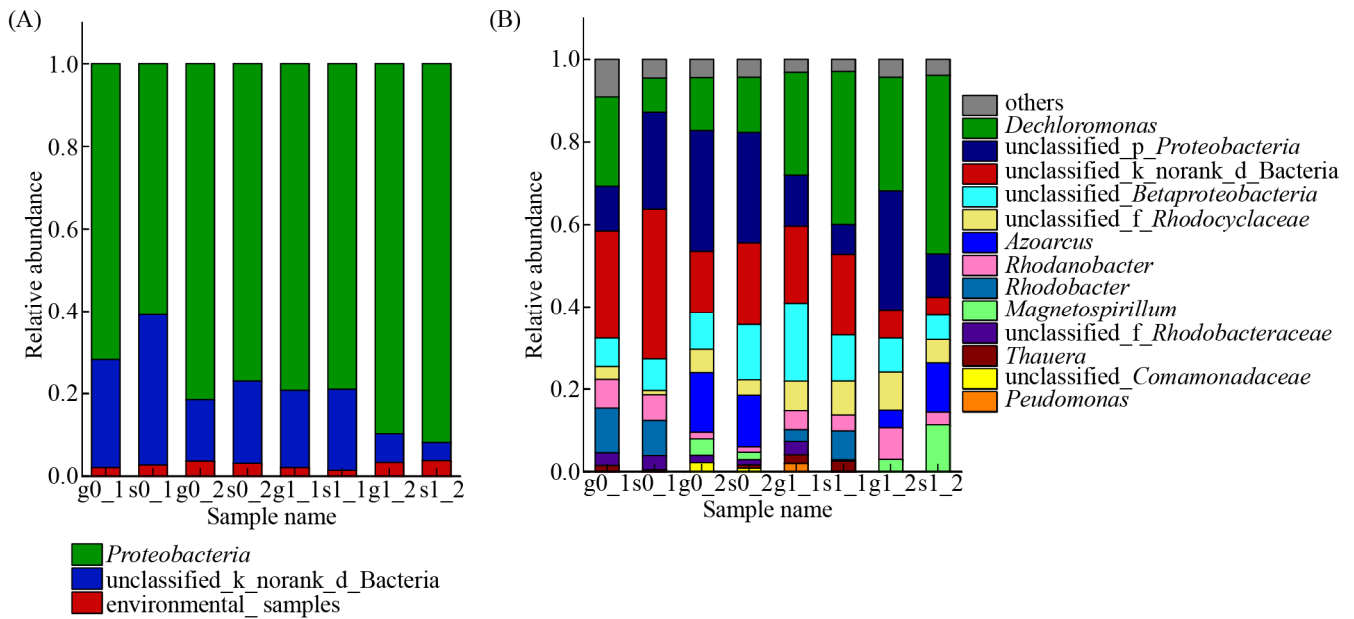 (A)
1.0
0.8
0.6
0.4
0.2
0.0
Relative abundance
g0_1 s0_1 g0_2 s0_2 g1_1 s1_1 g1_2 s1_2
Sample name
Proteobacteria
unclassified_k_norank_d_Bacteria
environmental_ samples
(B)
1.0
0.8
0.6
0.4
0.2
0.0
Relative abundance
g0_1 s0_1 g0_2 s0_2 g1_1 s1_1 g1_2 s1_2
Sample name
others
Dechloromonas
unclassified_p_Proteobacteria
unclassified_k_norank_d_Bacteria
unclassified_Betaproteobacteria
unclassified_f_Rhodocyclaceae
Azoarcus
Rhodanobacter
Rhodobacter
Magnetospirillum
unclassified_f_Rhodobacteraceae
Thauera
unclassified_Comamonadaceae
Peudomonas